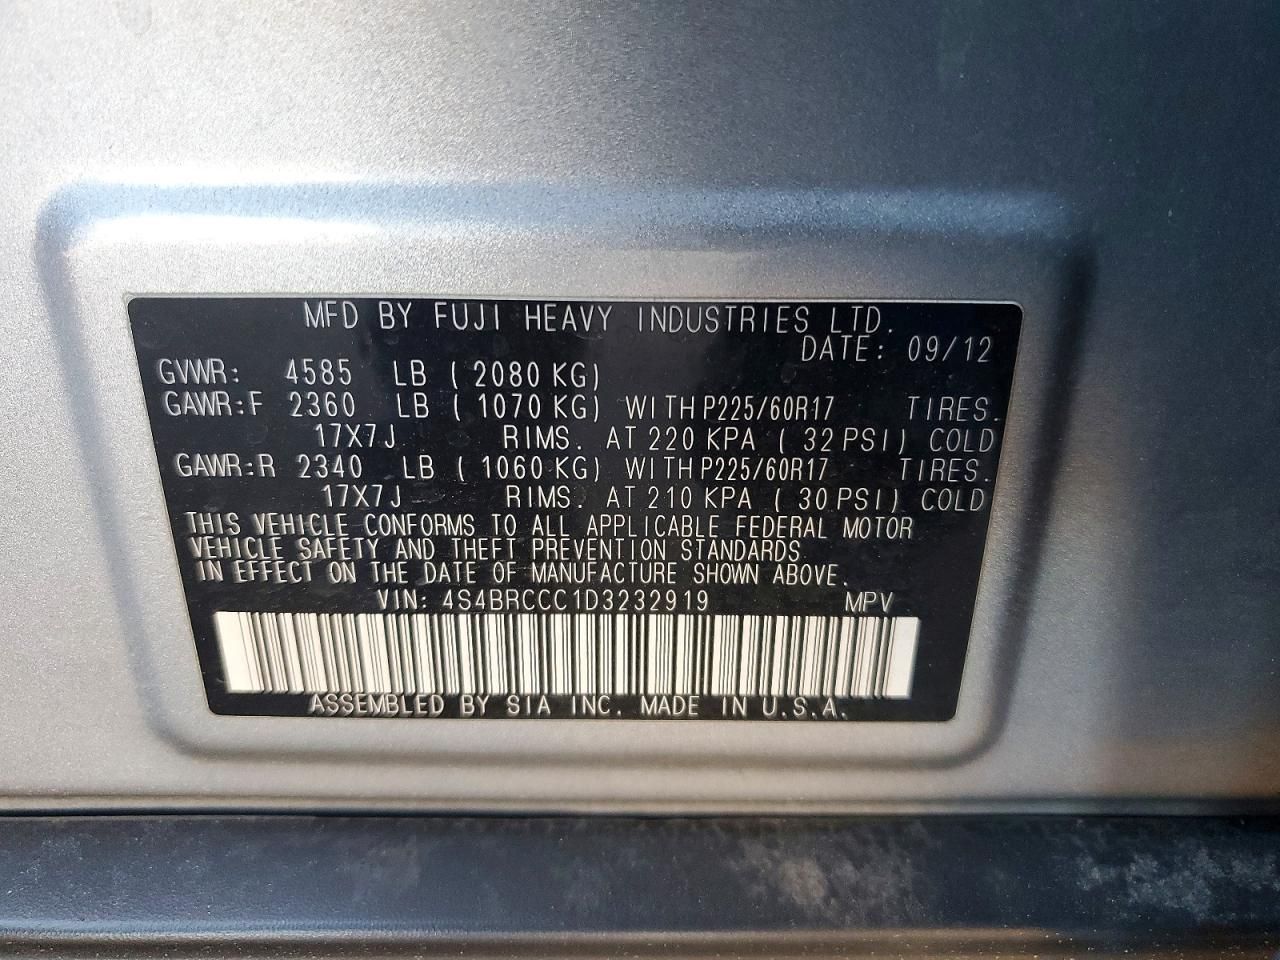 MFD BY FUJI HEAVY INDUSTRIES LTD.
DATE: 09/12
GVWR: 4585 LB ( 2080 KG)
GAWR:F 2360 LB ( 1070 KG) WITH P225/60R17 TIRES.
17X7J RIMS. AT 220 KPA ( 32 PSI) COLD
GAWR:R 2340 LB ( 1060 KG) WITH P225/60R17 TIRES.
17X7J RIMS. AT 210 KPA ( 30 PSI) COLD
THIS VEHICLE CONFORMS TO ALL APPLICABLE FEDERAL MOTOR
VEHICLE SAFETY AND THEFT PREVENTION STANDARDS
IN EFFECT ON THE DATE OF MANUFACTURE SHOWN ABOVE.
VIN: 4S4BRCCC1D3232919 MPV
ASSEMBLED BY SIA INC. MADE IN U.S.A.